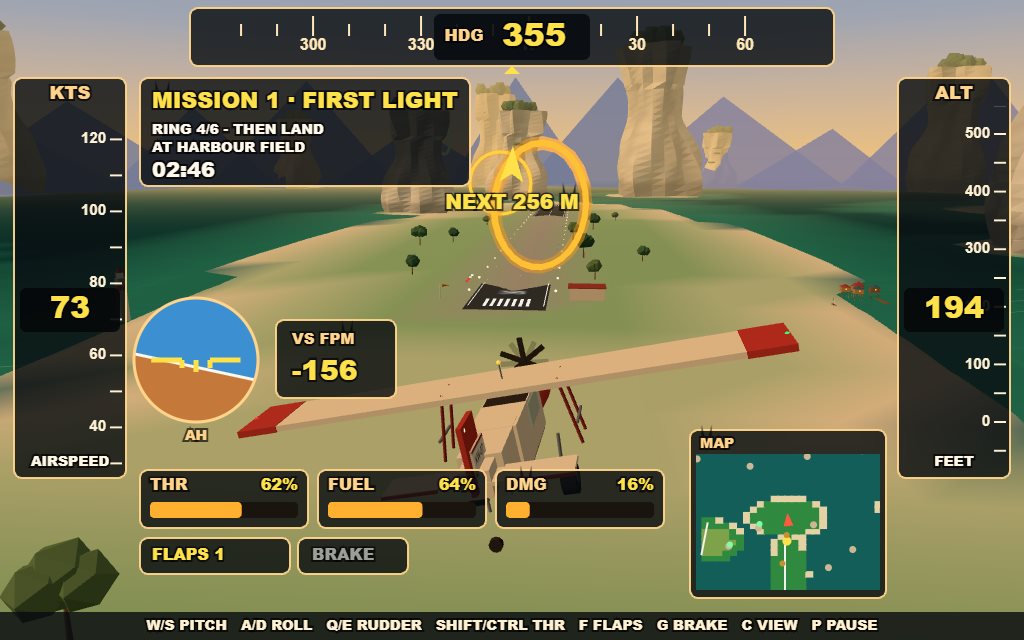 300
330
HDG 355
30
60
KTS
120
100
80
73
60
40
AIRSPEED
MISSION 1 · FIRST LIGHT
RING 4/6 - THEN LAND
AT HARBOUR FIELD
02:46
NEXT 256 M
ALT
500
400
300
194
100
0
FEET
VS FPM
-156
AH
THR 62%
FUEL 64%
DMG 16%
FLAPS 1
BRAKE
MAP
W/S PITCH A/D ROLL Q/E RUDDER SHIFT/CTRL THR F FLAPS G BRAKE C VIEW P PAUSE